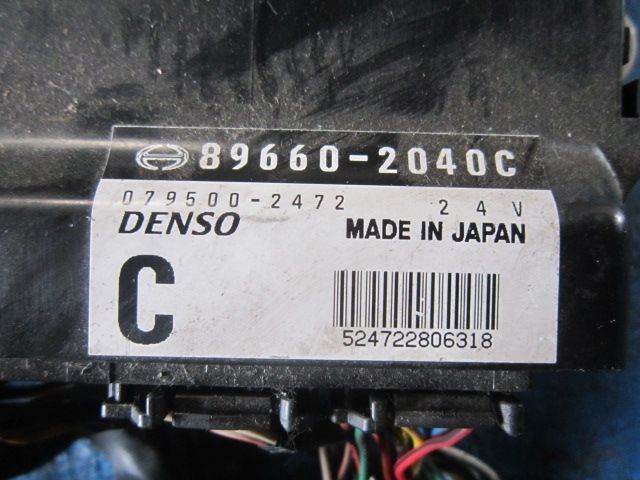 89660-2040C
079500-2472 24V
DENSO MADE IN JAPAN
C
524722806318